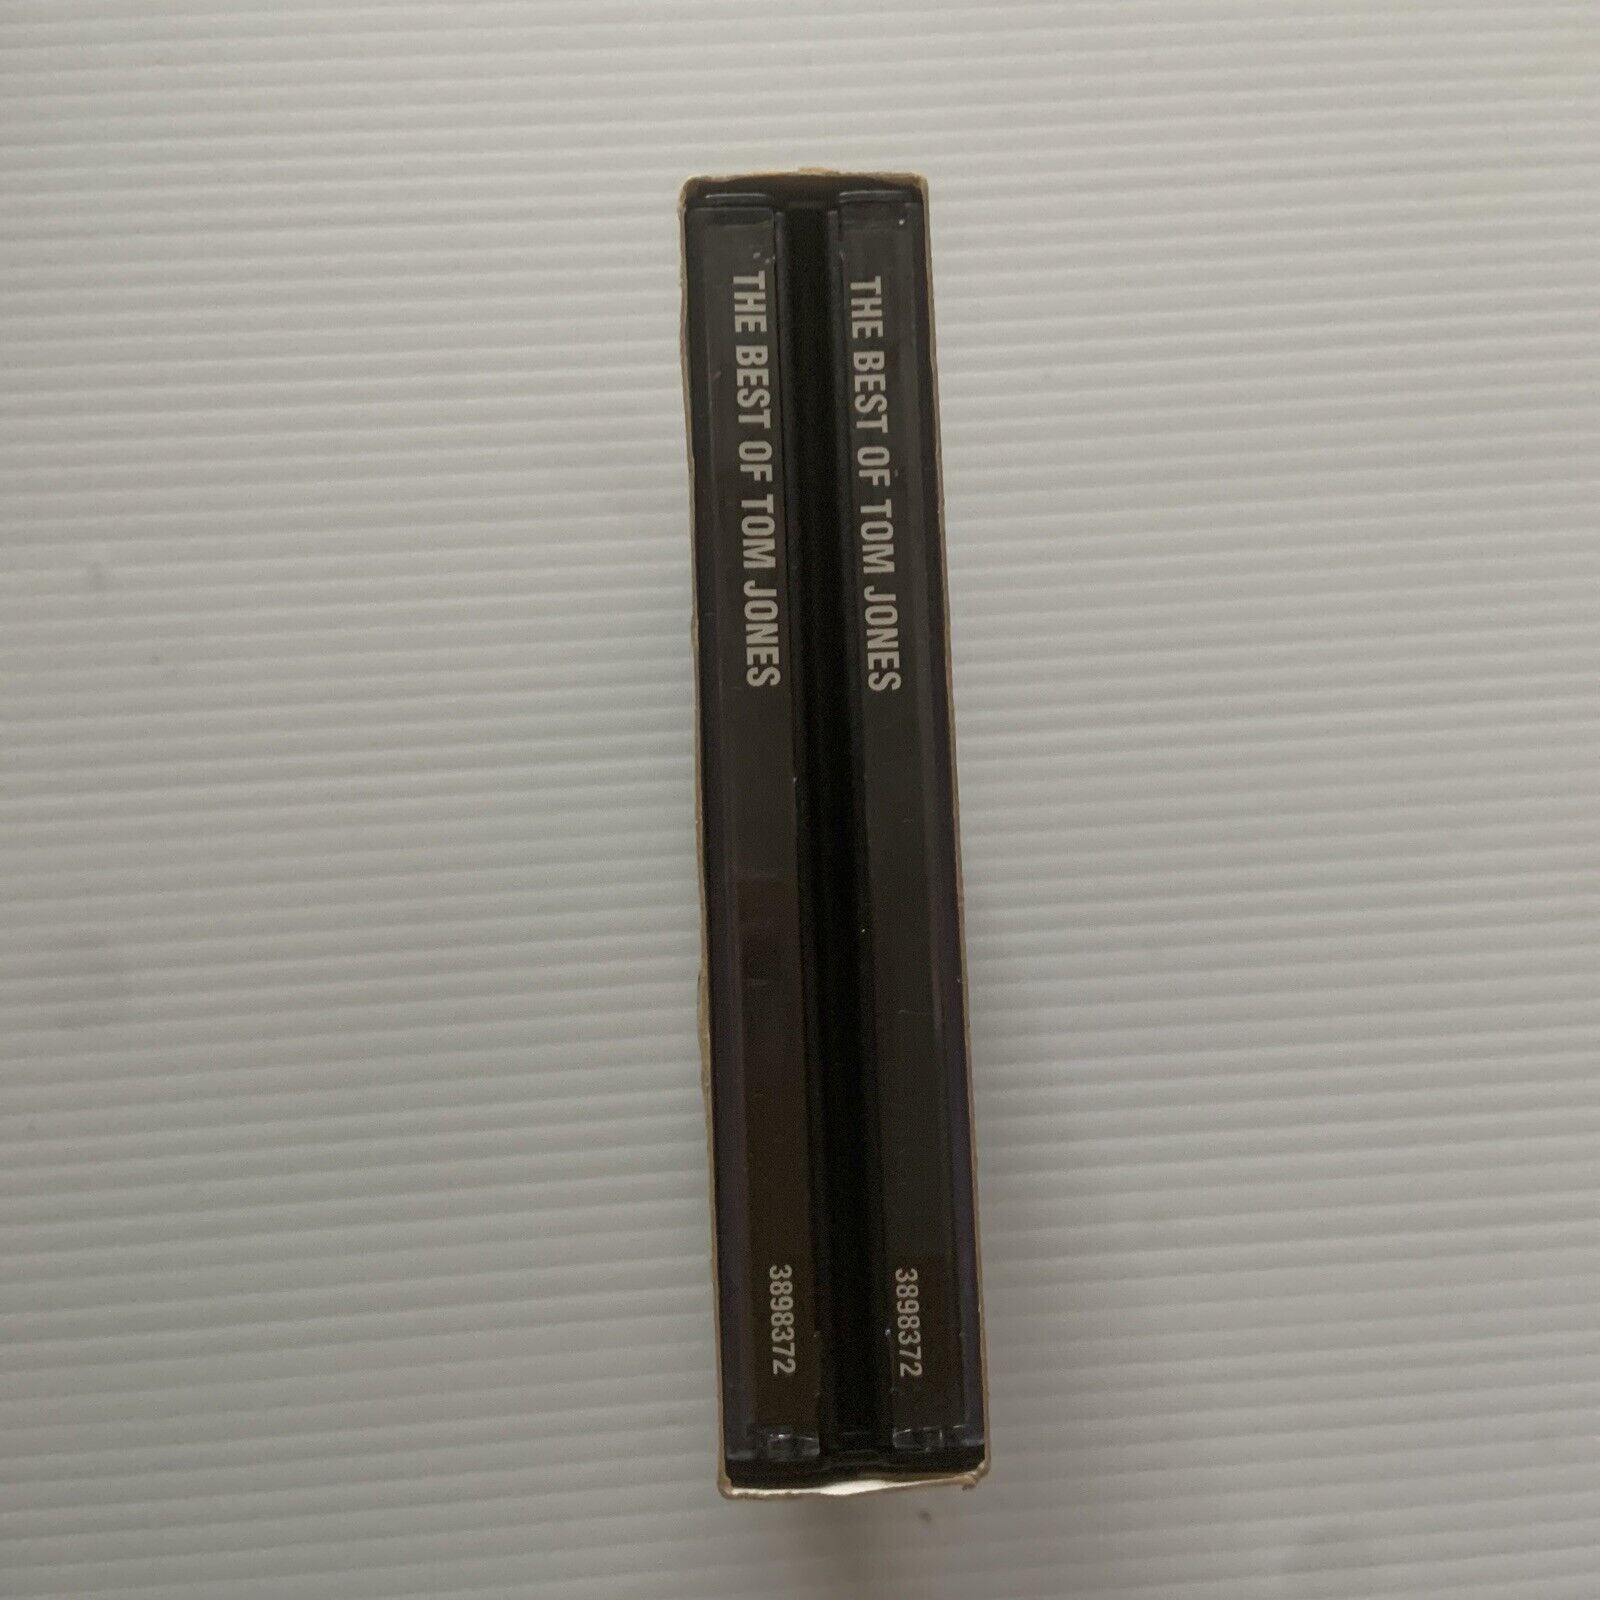 THE BEST OF TOM JONES
3898372
THE BEST OF TOM JONES
3898372